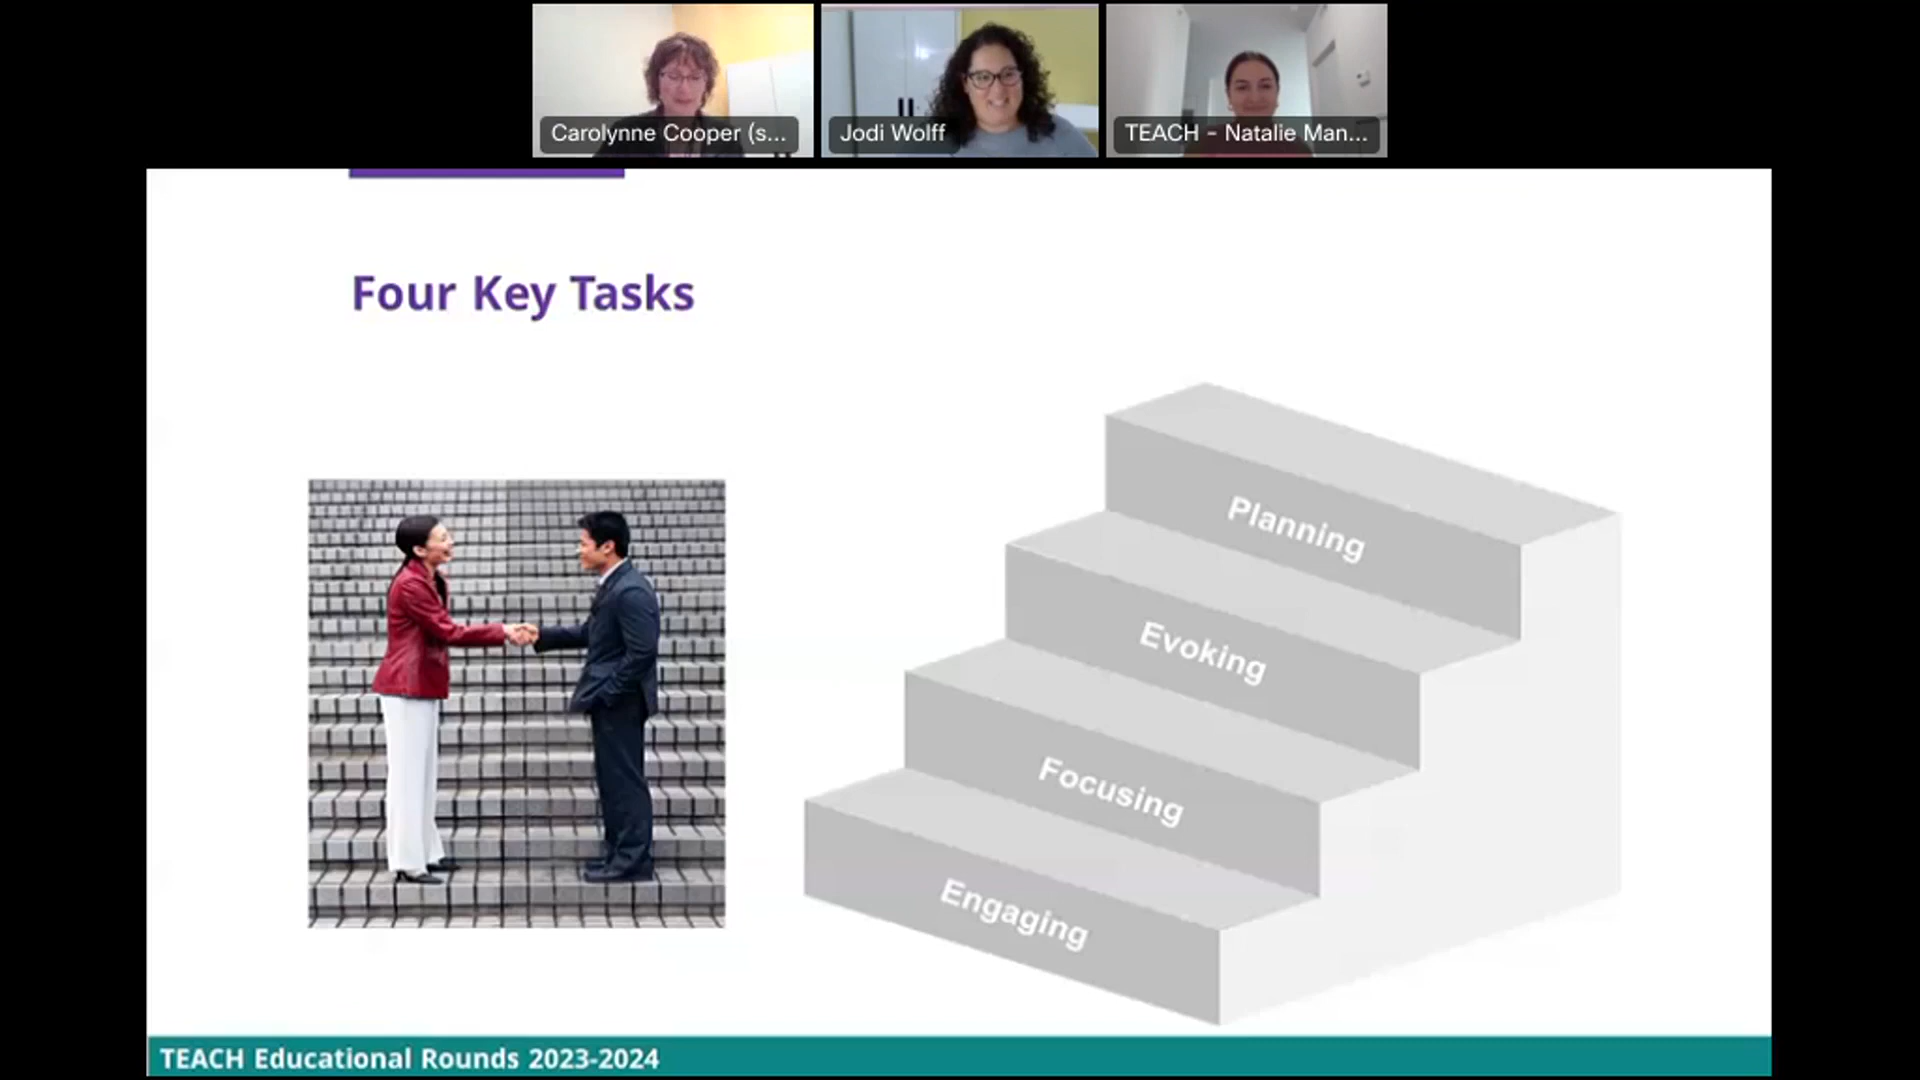 Carolynne Cooper (s...
Jodi Wolff
TEACH - Natalie Man...
Four Key Tasks
Planning
Evoking
Focusing
Engaging
TEACH Educational Rounds 2023-2024